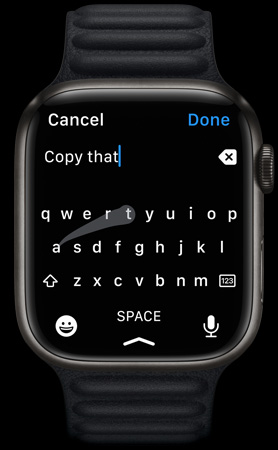 Cancel Done
Copy that
q w e r t y u i o p
a s d f g h j k l
z x c v b n m 123
SPACE